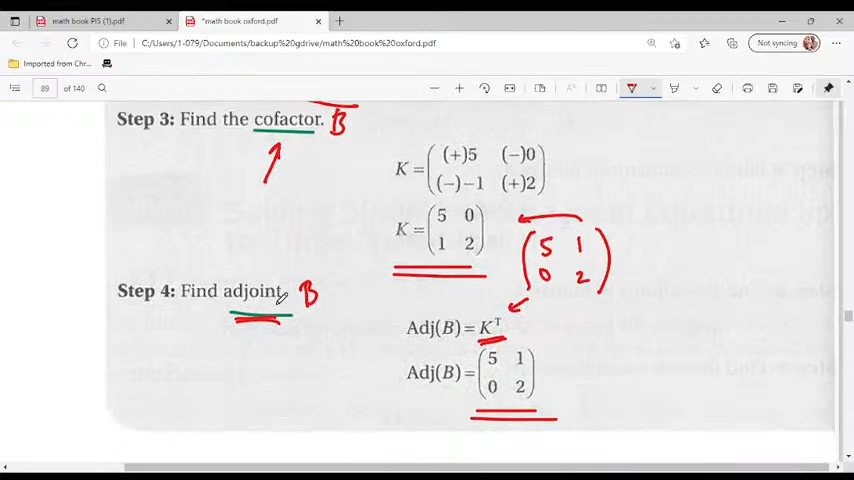 math book PIS (1).pdf
*math book oxford.pdf
File
C:/Users/1-079/Documents/backup%20gdrive/math%20book%20oxford.pdf
Not syncing
Imported from Chr...
89 of 140
Step 3: Find the cofactor. B
K = ( (+)5 (−)0
(−)−1 (+)2 )
K = ( 5 0
1 2 )
( 5 1
0 2 )
Step 4: Find adjoint. B
Adj(B) = Kᵀ
Adj(B) = ( 5 1
0 2 )